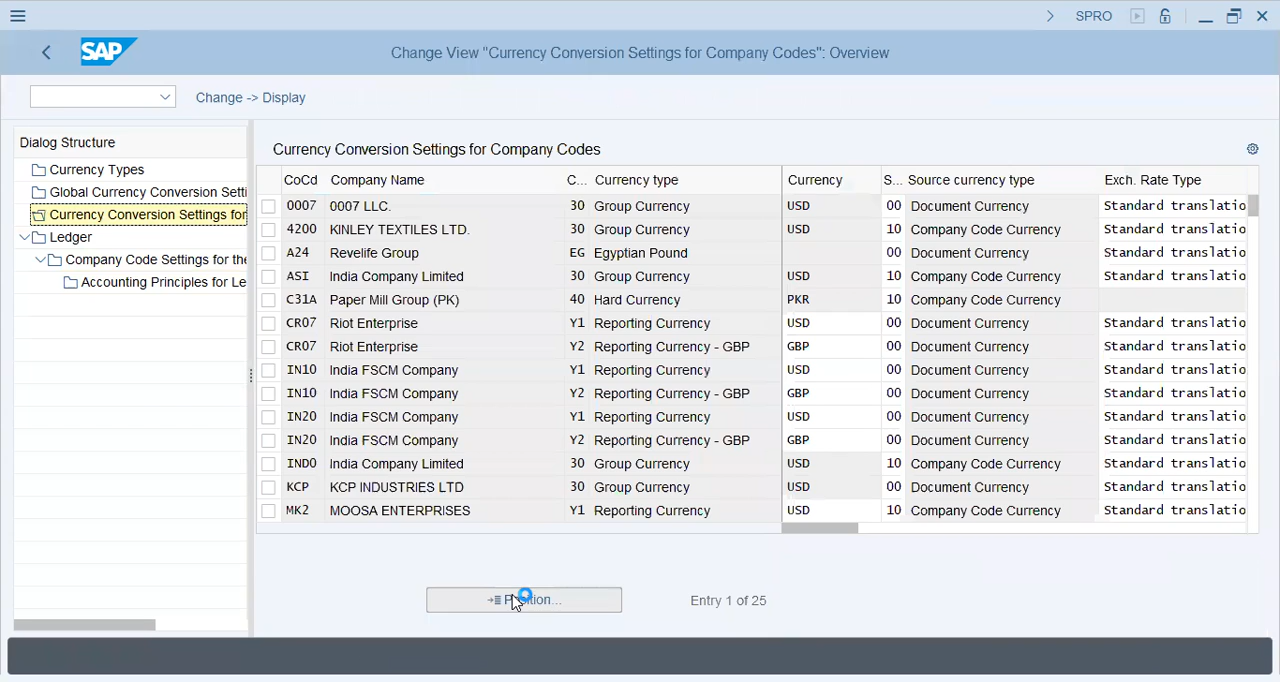 SPRO
SAP
Change View "Currency Conversion Settings for Company Codes": Overview
Change -> Display
Dialog Structure
Currency Types
Global Currency Conversion Setti
Currency Conversion Settings for
Ledger
Company Code Settings for the
Accounting Principles for Le
Currency Conversion Settings for Company Codes
CoCd Company Name C... Currency type Currency S... Source currency type Exch. Rate Type
0007 0007 LLC. 30 Group Currency USD 00 Document Currency Standard translatio
4200 KINLEY TEXTILES LTD. 30 Group Currency USD 10 Company Code Currency Standard translatio
A24 Revelife Group EG Egyptian Pound 00 Document Currency Standard translatio
ASI India Company Limited 30 Group Currency USD 10 Company Code Currency Standard translatio
C31A Paper Mill Group (PK) 40 Hard Currency PKR 10 Company Code Currency
CR07 Riot Enterprise Y1 Reporting Currency USD 00 Document Currency Standard translatio
CR07 Riot Enterprise Y2 Reporting Currency - GBP GBP 00 Document Currency Standard translatio
IN10 India FSCM Company Y1 Reporting Currency USD 00 Document Currency Standard translatio
IN10 India FSCM Company Y2 Reporting Currency - GBP GBP 00 Document Currency Standard translatio
IN20 India FSCM Company Y1 Reporting Currency USD 00 Document Currency Standard translatio
IN20 India FSCM Company Y2 Reporting Currency - GBP GBP 00 Document Currency Standard translatio
IND0 India Company Limited 30 Group Currency USD 10 Company Code Currency Standard translatio
KCP KCP INDUSTRIES LTD 30 Group Currency USD 00 Document Currency Standard translatio
MK2 MOOSA ENTERPRISES Y1 Reporting Currency USD 10 Company Code Currency Standard translatio
Position... Entry 1 of 25